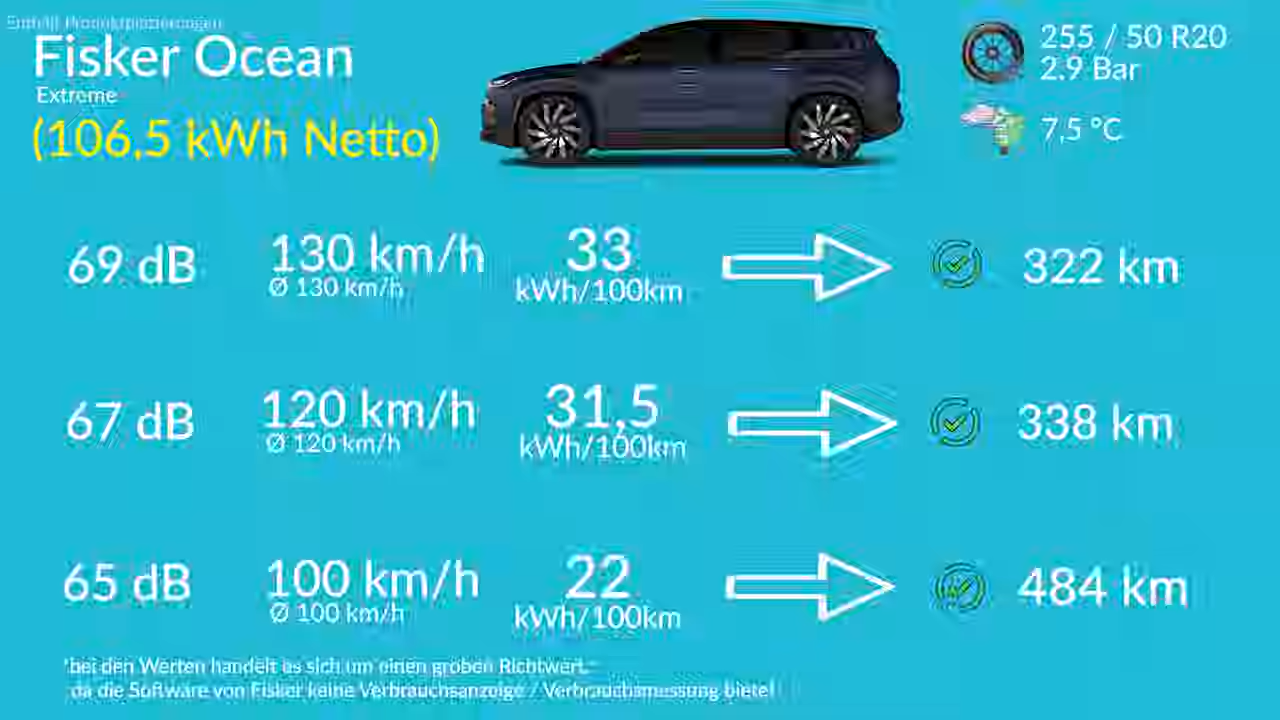 Enthält Produktplatzierungen
Fisker Ocean
Extreme
(106,5 kWh Netto)
255 / 50 R20
2.9 Bar
7,5 °C
69 dB
130 km/h
Ø 130 km/h
33
kWh/100km
322 km
67 dB
120 km/h
Ø 120 km/h
31,5
kWh/100km
338 km
65 dB
100 km/h
Ø 100 km/h
22
kWh/100km
484 km
*bei den Werten handelt es sich um einen groben Richtwert,
da die Software von Fisker keine Verbrauchsanzeige / Verbrauchsmessung bietet